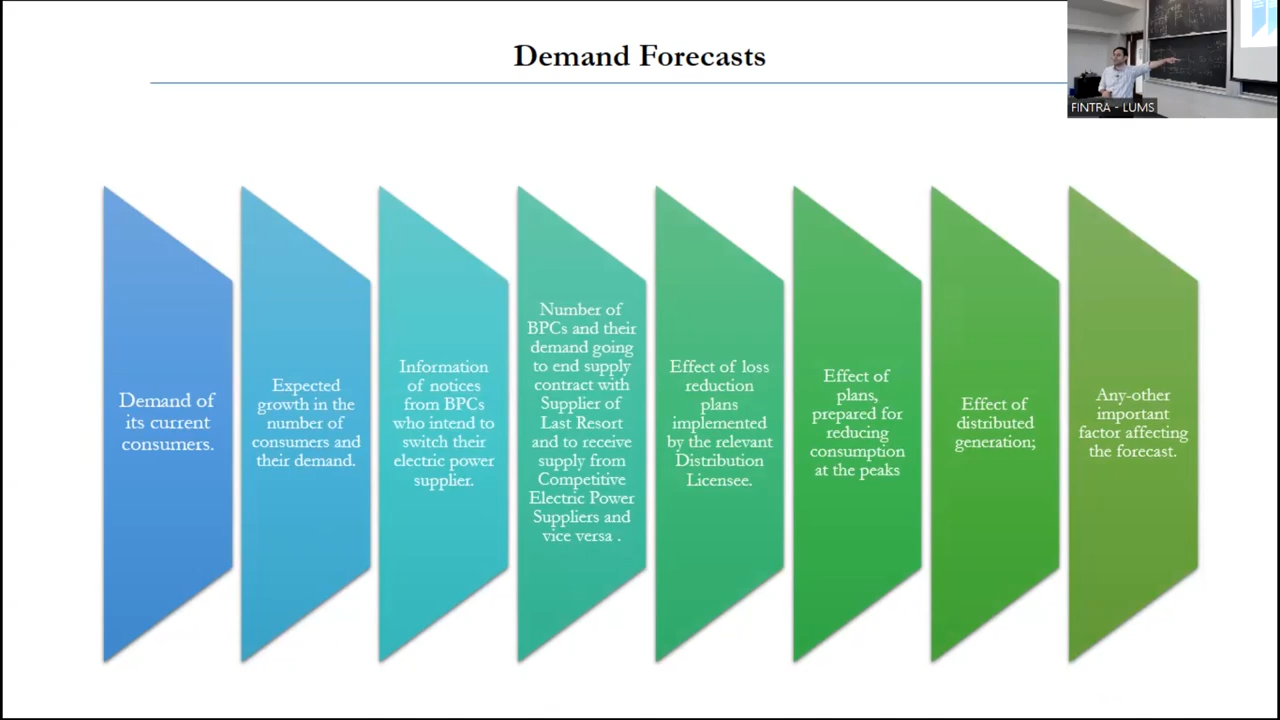 Demand Forecasts
FINTRA - LUMS
Demand of
its current
consumers.
Expected
growth in the
number of
consumers and
their demand.
Information
of notices
from BPCs
who intend to
switch their
electric power
supplier.
Number of
BPCs and their
demand going
to end supply
contract with
Supplier of
Last Resort
and to receive
supply from
Competitive
Electric Power
Suppliers and
vice versa .
Effect of loss
reduction
plans
implemented
by the relevant
Distribution
Licensee.
Effect of
plans,
prepared for
reducing
consumption
at the peaks
Effect of
distributed
generation;
Any-other
important
factor affecting
the forecast.